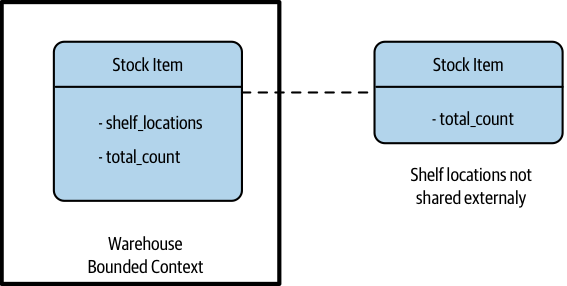 Stock Item
- shelf_locations
- total_count
Warehouse
Bounded Context
Stock Item
- total_count
Shelf locations not
shared externaly